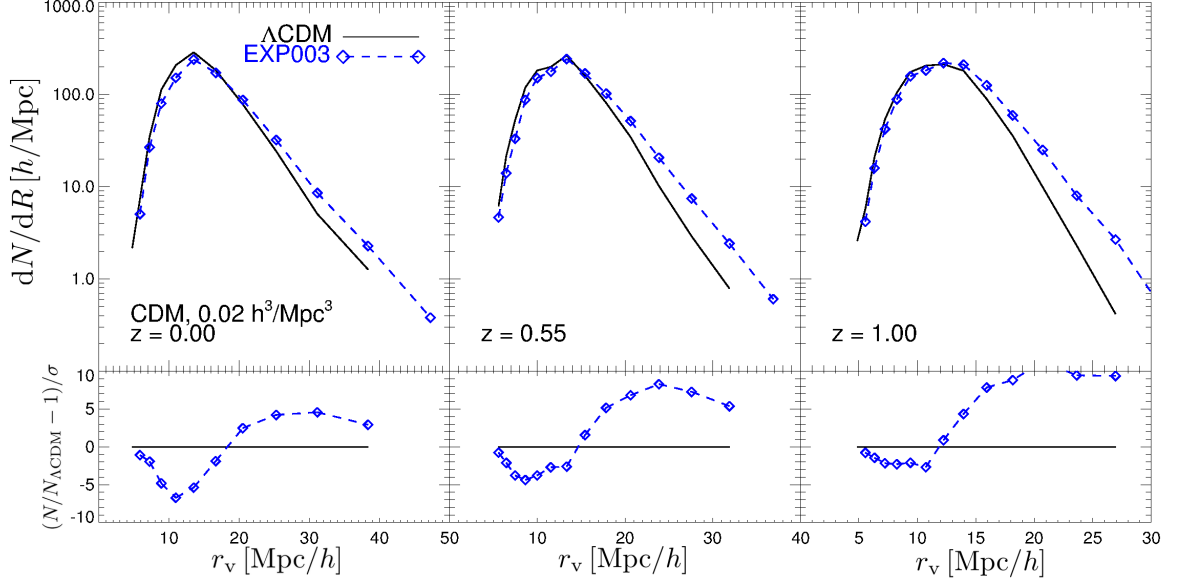 1000.0
100.0
10.0
1.0
dN/dR [h/Mpc]
ΛCDM
EXP003
CDM, 0.02 h³/Mpc³
z = 0.00
z = 0.55
z = 1.00
10
5
0
-5
-10
(N/N_ΛCDM − 1)/σ
10 20 30 40 50
10 20 30 40
5 10 15 20 25 30
r_v [Mpc/h]
r_v [Mpc/h]
r_v [Mpc/h]